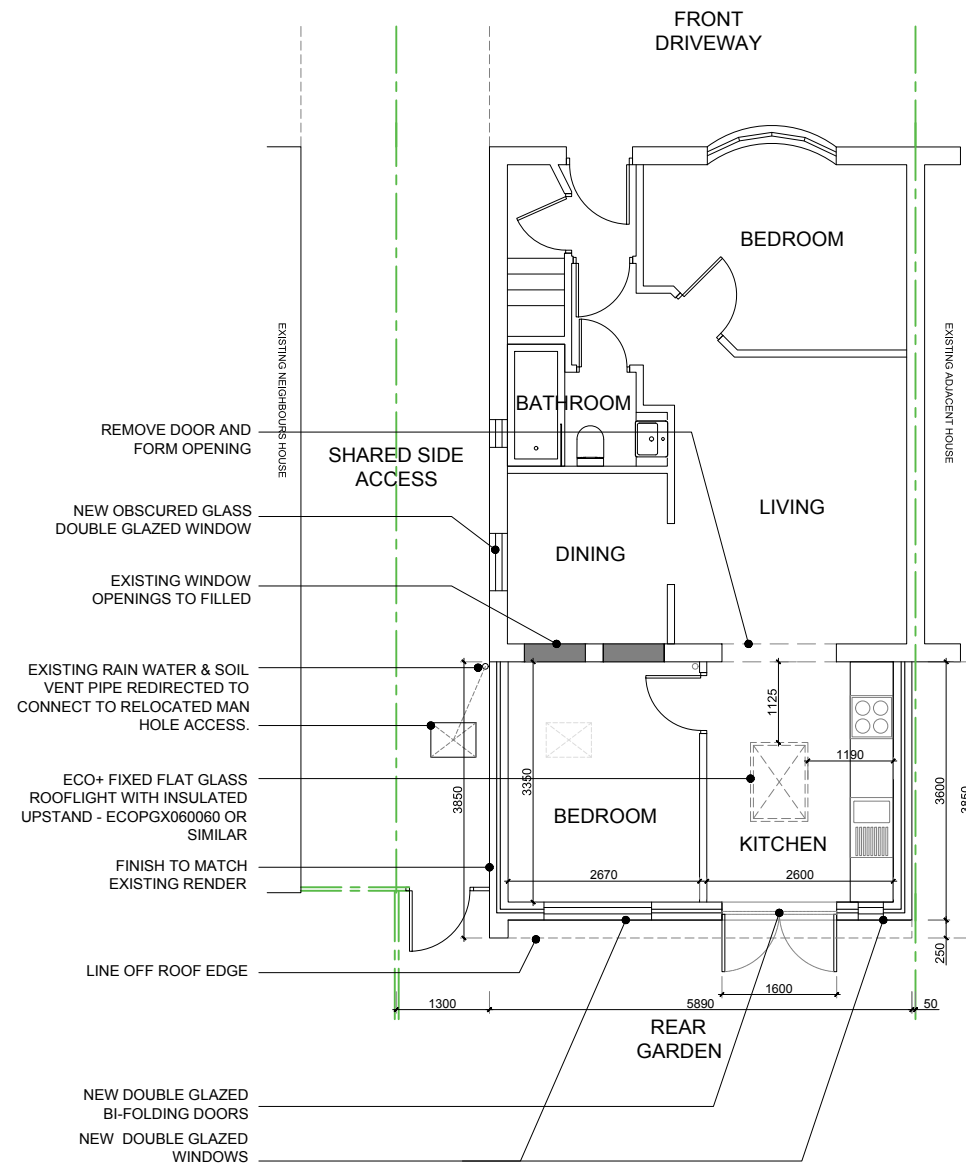 FRONT
DRIVEWAY
BEDROOM
EXISTING NEIGHBOURS HOUSE
EXISTING ADJACENT HOUSE
BATHROOM
REMOVE DOOR AND
FORM OPENING
SHARED SIDE
ACCESS
LIVING
NEW OBSCURED GLASS
DOUBLE GLAZED WINDOW
DINING
EXISTING WINDOW
OPENINGS TO FILLED
EXISTING RAIN WATER & SOIL
VENT PIPE REDIRECTED TO
CONNECT TO RELOCATED MAN
HOLE ACCESS.
1125
1190
ECO+ FIXED FLAT GLASS
ROOFLIGHT WITH INSULATED
UPSTAND - ECOPGX060060 OR
SIMILAR
3850
3350
3600
3850
BEDROOM
KITCHEN
FINISH TO MATCH
EXISTING RENDER
2670
2600
LINE OFF ROOF EDGE
250
1600
1300
5890
50
REAR
GARDEN
NEW DOUBLE GLAZED
BI-FOLDING DOORS
NEW DOUBLE GLAZED
WINDOWS